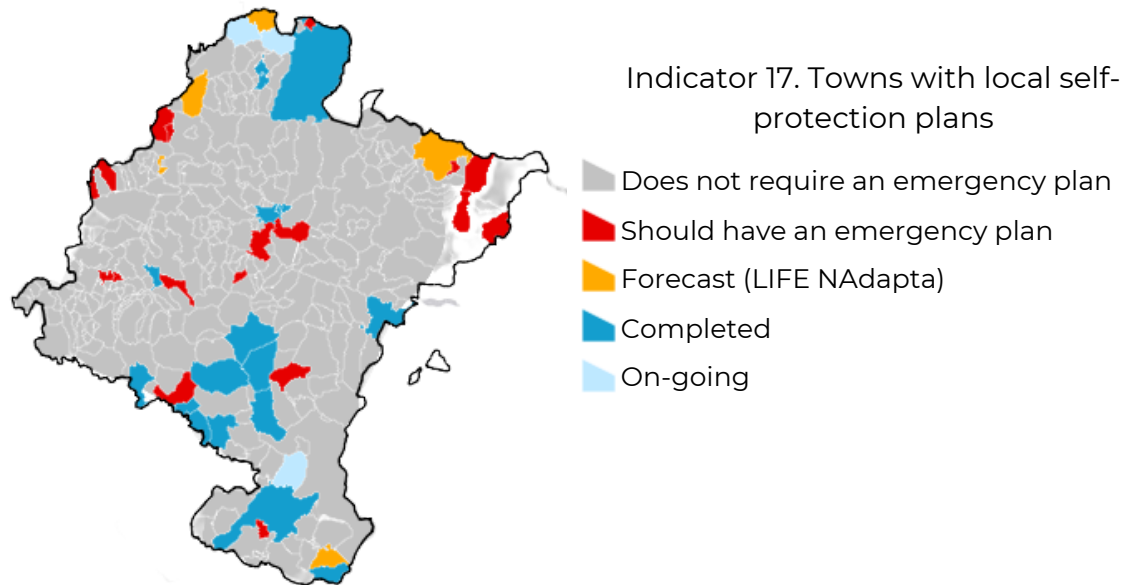 Indicator 17. Towns with local self-
protection plans
Does not require an emergency plan
Should have an emergency plan
Forecast (LIFE NAdapta)
Completed
On-going